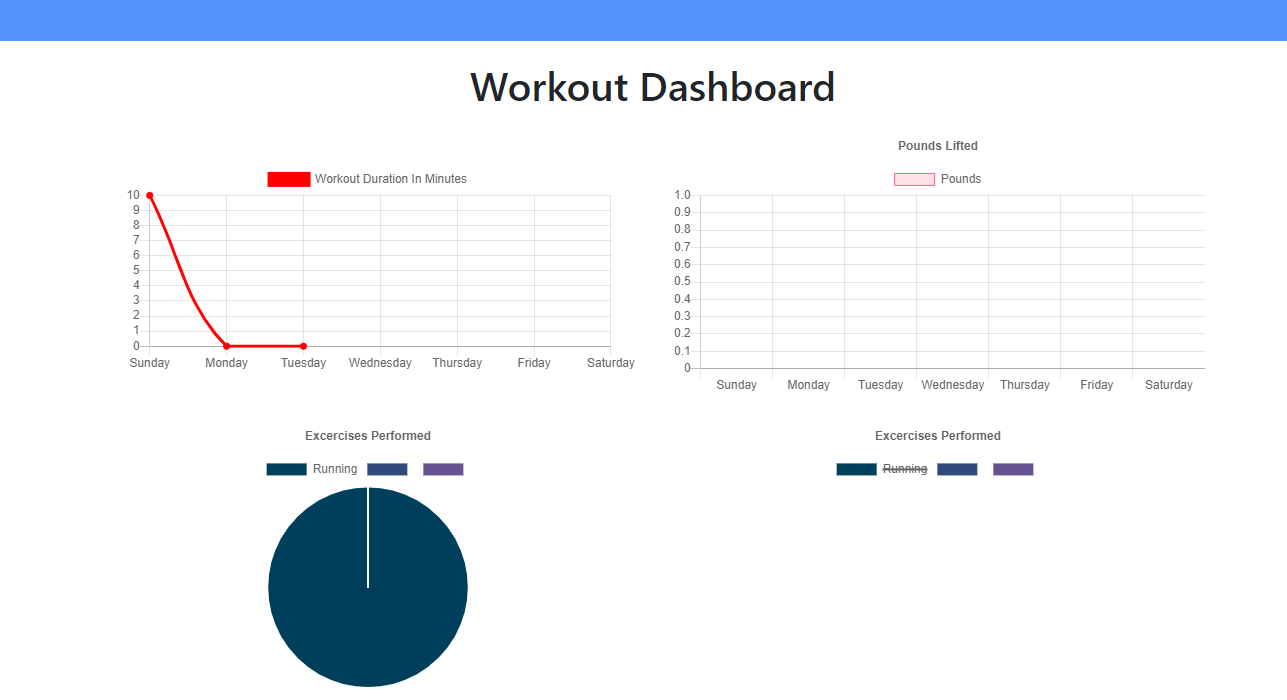 Workout Dashboard
Workout Duration In Minutes
10
9
8
7
6
5
4
3
2
1
0
Sunday Monday Tuesday Wednesday Thursday Friday Saturday
Pounds Lifted
Pounds
1.0
0.9
0.8
0.7
0.6
0.5
0.4
0.3
0.2
0.1
0
Sunday Monday Tuesday Wednesday Thursday Friday Saturday
Excercises Performed
Running
Excercises Performed
Running